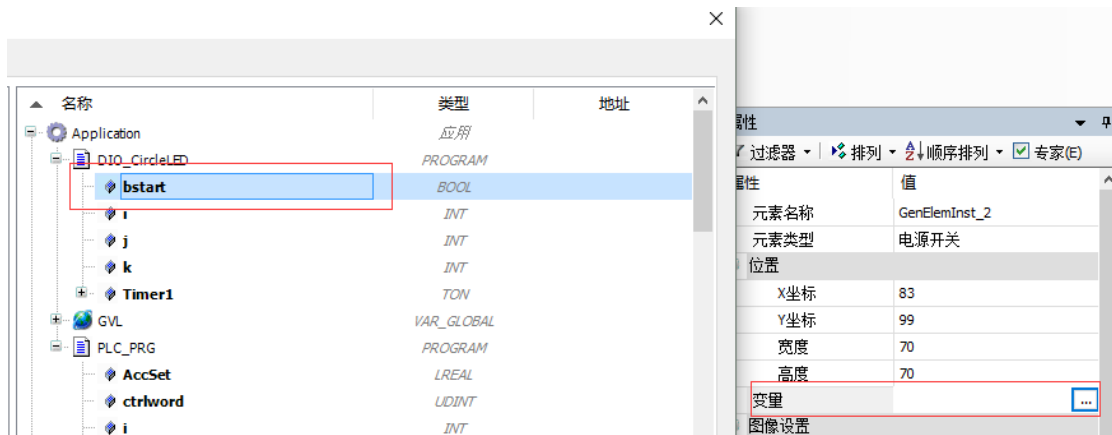 名称 类型 地址
Application 应用
DIO_CircleLED PROGRAM
bstart BOOL
i INT
j INT
k INT
Timer1 TON
GVL VAR_GLOBAL
PLC_PRG PROGRAM
AccSet LREAL
ctrlword UDINT
i INT
属性
过滤器 排列 顺序排列 专家(E)
属性 值
元素名称 GenElemInst_2
元素类型 电源开关
位置
X坐标 83
Y坐标 99
宽度 70
高度 70
变量 ...
图像设置